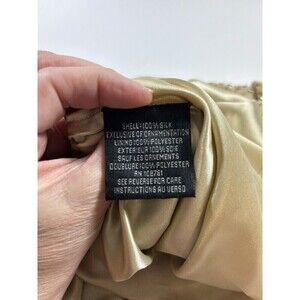 SHELL:100% SILK
EXCLUSIVE OF ORNAMENTATION
LINING 100% POLYESTER
EXTERIEUR 100% SOIE
SAUF LES ORNEMENTS
DOUBLURE 100% POLYESTER
RN 108781
SEE REVERSE FOR CARE
INSTRUCTIONS AU VERSO